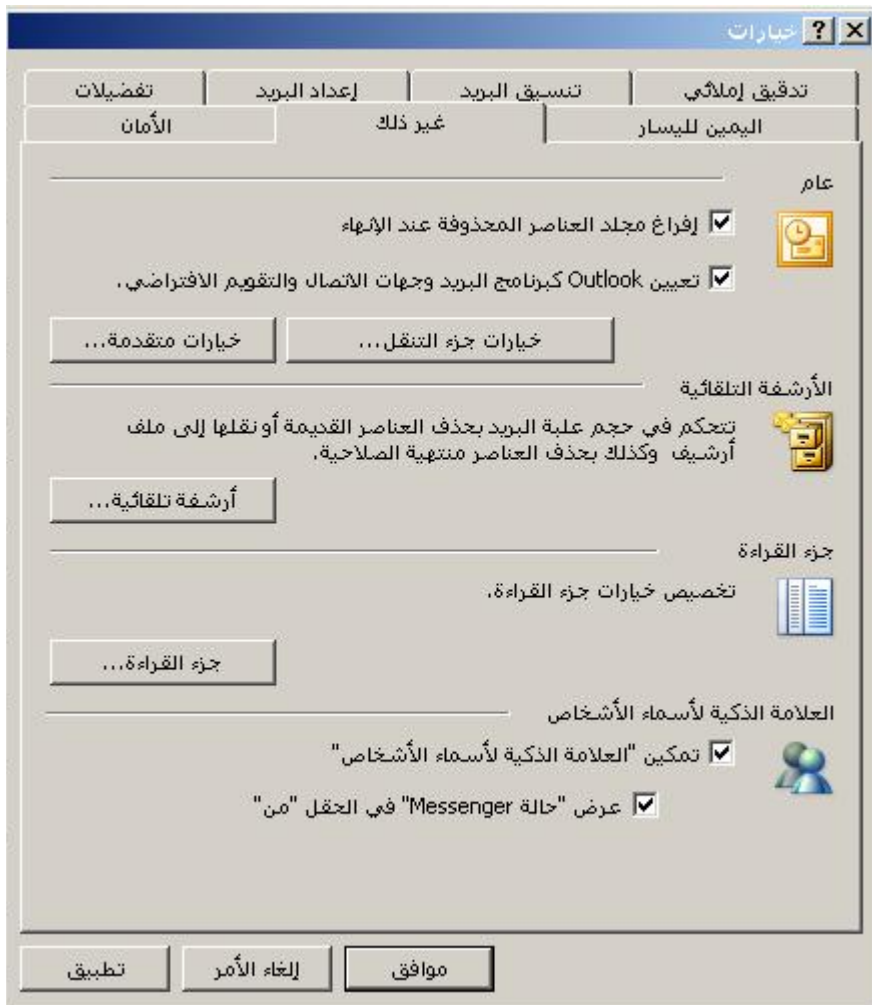 خيارات
تدقيق إملائي تنسيق البريد إعداد البريد تفضيلات
اليمين لليسار غير ذلك الأمان
عام
إفراغ مجلد العناصر المحذوفة عند الإنهاء
تعيين Outlook كبرنامج البريد وجهات الاتصال والتقويم الافتراضي.
خيارات جزء التنقل... خيارات متقدمة...
الأرشفة التلقائية
تتحكم في حجم علبة البريد بحذف العناصر القديمة أو نقلها إلى ملف
أرشيف وكذلك بحذف العناصر منتهية الصلاحية.
أرشفة تلقائية...
جزء القراءة
تخصيص خيارات جزء القراءة.
جزء القراءة...
العلامة الذكية لأسماء الأشخاص
تمكين "العلامة الذكية لأسماء الأشخاص"
عرض "حالة Messenger" في الحقل "من"
موافق إلغاء الأمر تطبيق